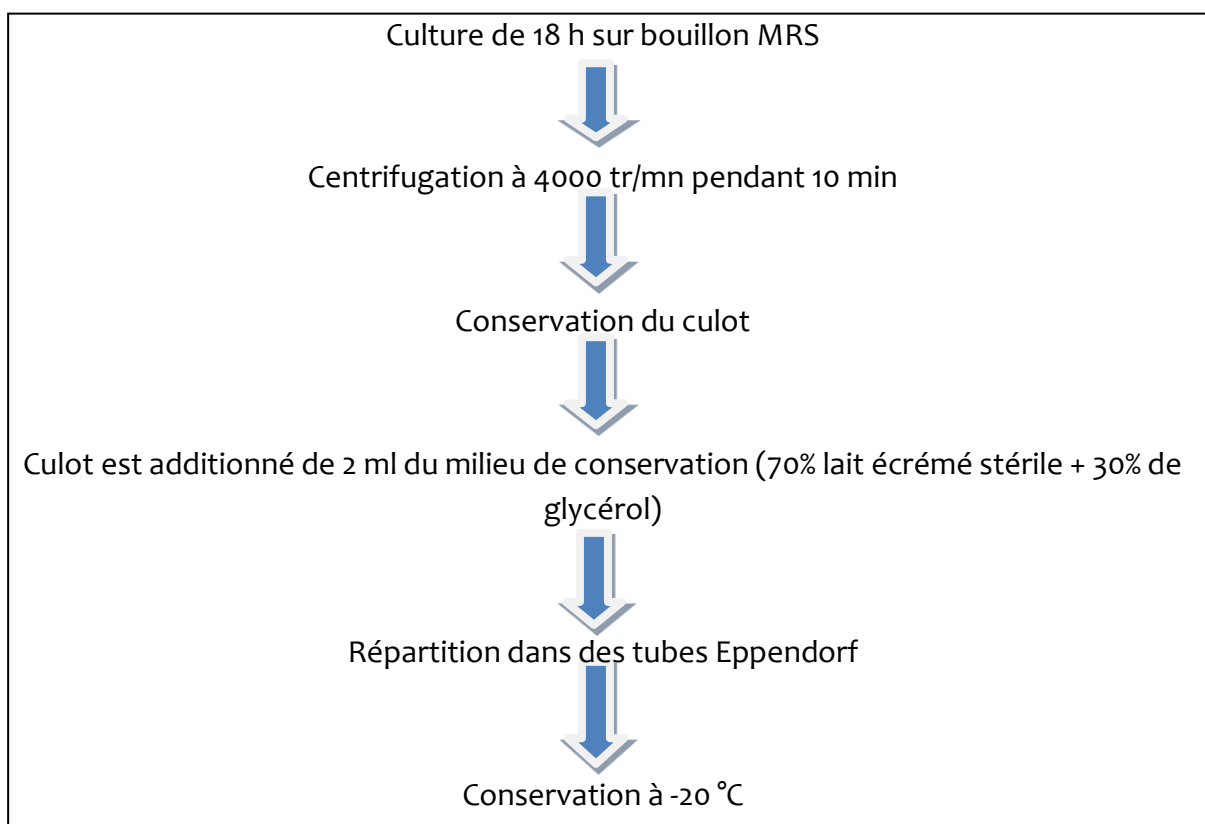 Culture de 18 h sur bouillon MRS
Centrifugation à 4000 tr/mn pendant 10 min
Conservation du culot
Culot est additionné de 2 ml du milieu de conservation (70% lait écrémé stérile + 30% de
glycérol)
Répartition dans des tubes Eppendorf
Conservation à -20 °C